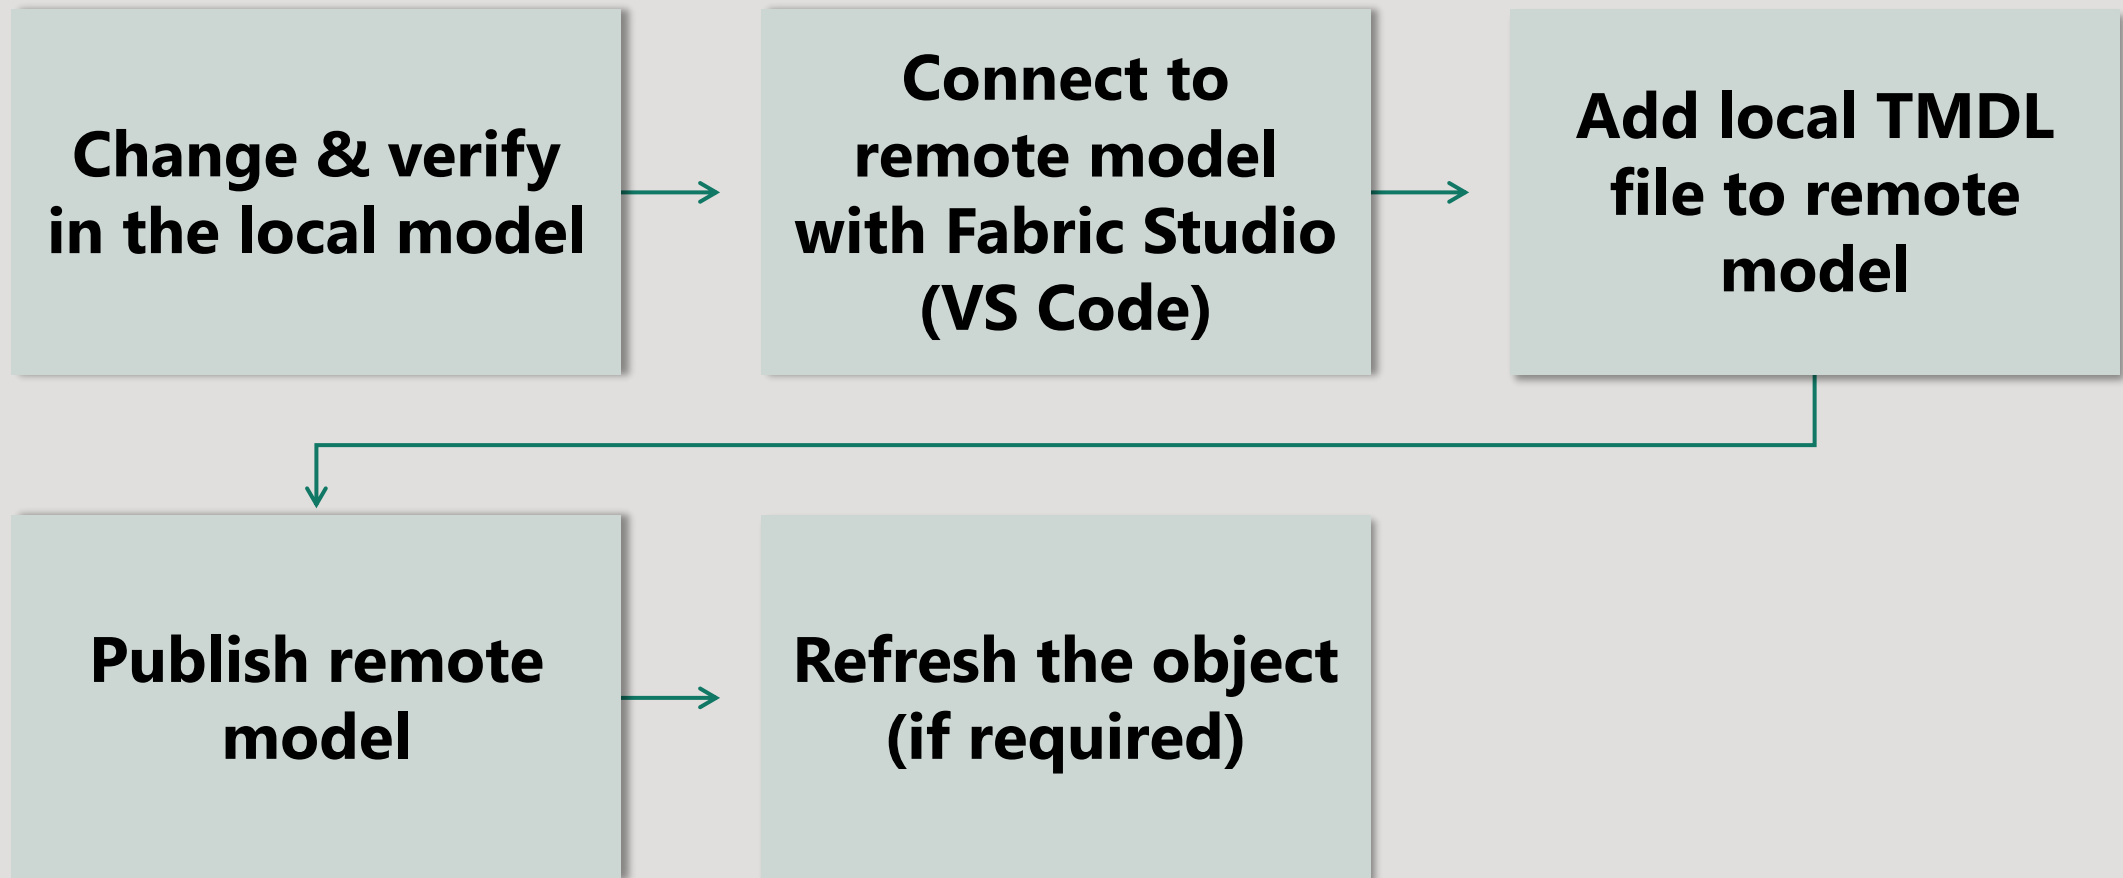 Change & verify
in the local model
Connect to
remote model
with Fabric Studio
(VS Code)
Add local TMDL
file to remote
model
Publish remote
model
Refresh the object
(if required)